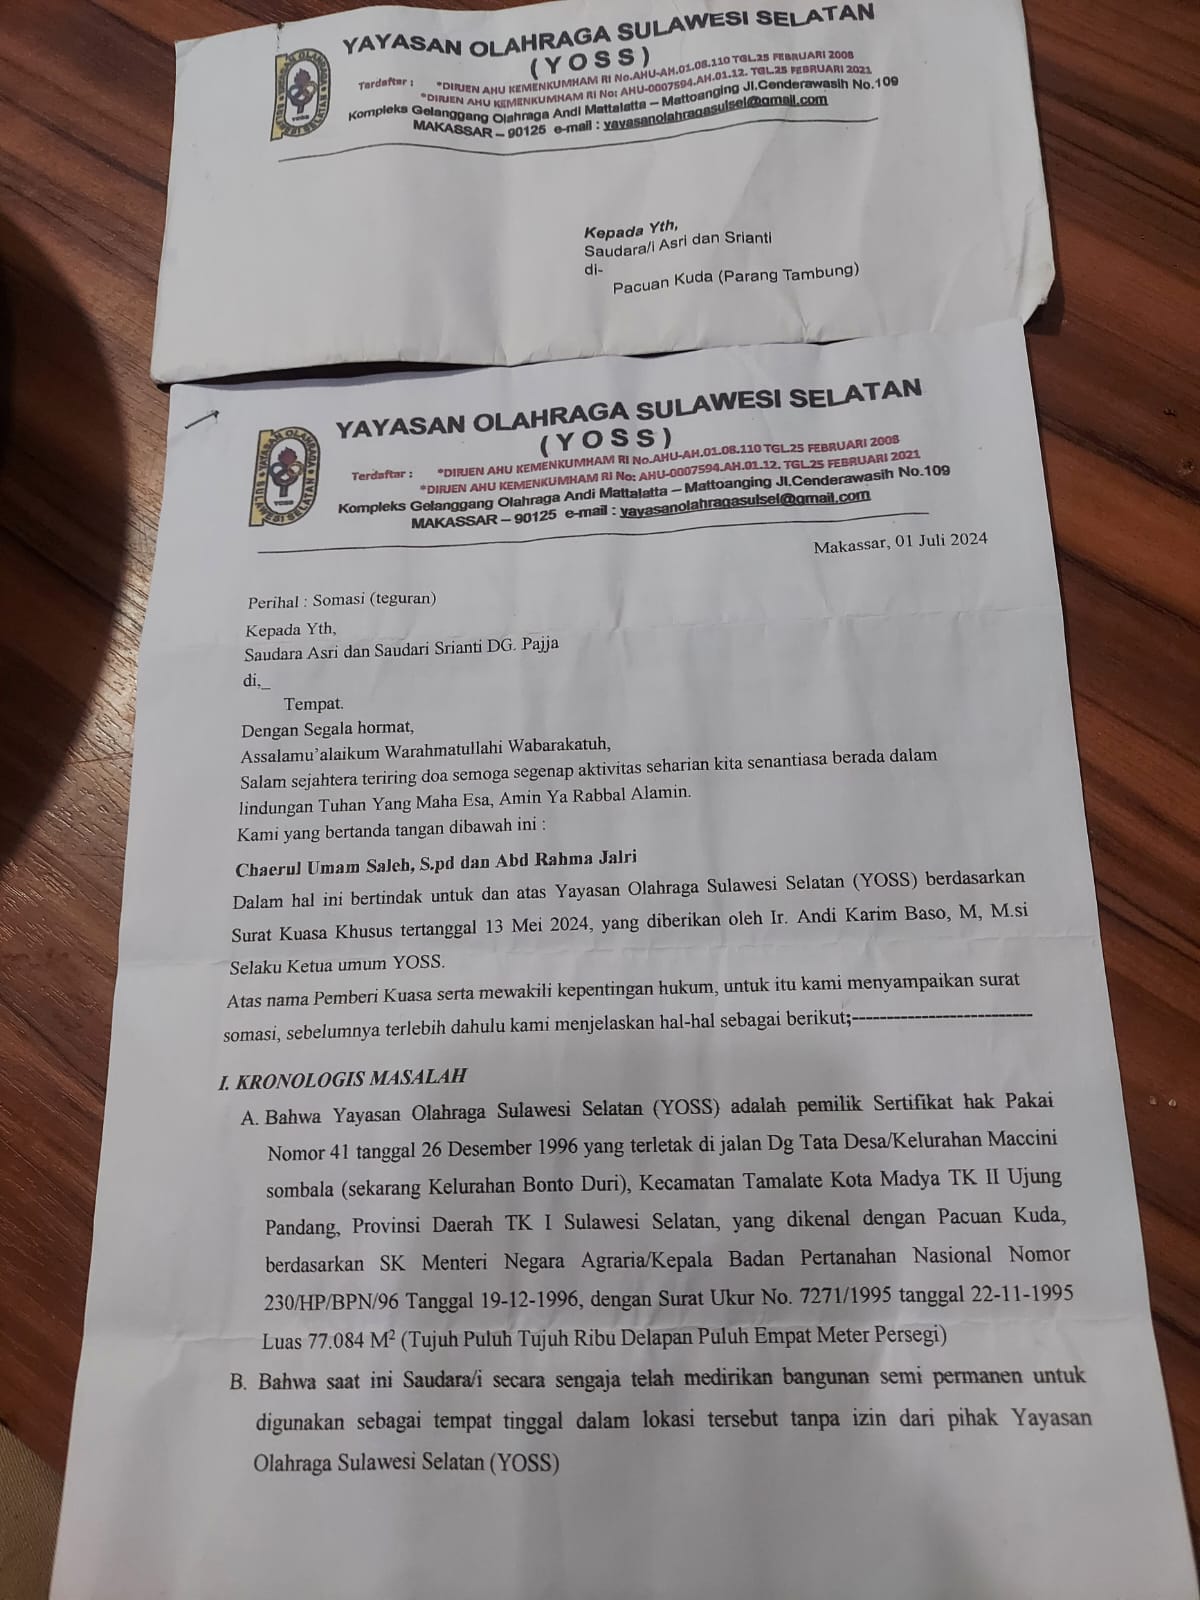 YAYASAN OLAHRAGA SULAWESI SELATAN
(YOSS)
Terdaftar : *DIRJEN AHU KEMENKUMHAM RI No.AHU-AH.01.08.110 TGL.25 FEBRUARI 2008
*DIRJEN AHU KEMENKUMHAM RI No: AHU-0007594.AH.01.12. TGL.25 FEBRUARI 2021
Kompleks Gelanggang Olahraga Andi Mattalatta – Mattoanging Jl.Cenderawasih No.109
MAKASSAR – 90125 e-mail : yayasanolahragasulsel@gmail.com
Kepada Yth,
Saudara/i Asri dan Srianti
di-
Pacuan Kuda (Parang Tambung)
YAYASAN OLAHRAGA SULAWESI SELATAN
(YOSS)
Terdaftar : *DIRJEN AHU KEMENKUMHAM RI No.AHU-AH.01.08.110 TGL.25 FEBRUARI 2008
*DIRJEN AHU KEMENKUMHAM RI No: AHU-0007594.AH.01.12. TGL.25 FEBRUARI 2021
Kompleks Gelanggang Olahraga Andi Mattalatta – Mattoanging Jl.Cenderawasih No.109
MAKASSAR – 90125 e-mail : yayasanolahragasulsel@gmail.com
YAYASAN OLAHRAGA
SULAWESI SELATAN
YOSS
Makassar, 01 Juli 2024
Perihal : Somasi (teguran)
Kepada Yth,
Saudara Asri dan Saudari Srianti DG. Pajja
di,_
Tempat.
Dengan Segala hormat,
Assalamu’alaikum Warahmatullahi Wabarakatuh,
Salam sejahtera teriring doa semoga segenap aktivitas seharian kita senantiasa berada dalam
lindungan Tuhan Yang Maha Esa, Amin Ya Rabbal Alamin.
Kami yang bertanda tangan dibawah ini :
Chaerul Umam Saleh, S.pd dan Abd Rahma Jalri
Dalam hal ini bertindak untuk dan atas Yayasan Olahraga Sulawesi Selatan (YOSS) berdasarkan
Surat Kuasa Khusus tertanggal 13 Mei 2024, yang diberikan oleh Ir. Andi Karim Baso, M, M.si
Selaku Ketua umum YOSS.
Atas nama Pemberi Kuasa serta mewakili kepentingan hukum, untuk itu kami menyampaikan surat
somasi, sebelumnya terlebih dahulu kami menjelaskan hal-hal sebagai berikut;--------------------------
I. KRONOLOGIS MASALAH
A. Bahwa Yayasan Olahraga Sulawesi Selatan (YOSS) adalah pemilik Sertifikat hak Pakai
Nomor 41 tanggal 26 Desember 1996 yang terletak di jalan Dg Tata Desa/Kelurahan Maccini
sombala (sekarang Kelurahan Bonto Duri), Kecamatan Tamalate Kota Madya TK II Ujung
Pandang, Provinsi Daerah TK I Sulawesi Selatan, yang dikenal dengan Pacuan Kuda,
berdasarkan SK Menteri Negara Agraria/Kepala Badan Pertanahan Nasional Nomor
230/HP/BPN/96 Tanggal 19-12-1996, dengan Surat Ukur No. 7271/1995 tanggal 22-11-1995
Luas 77.084 M² (Tujuh Puluh Tujuh Ribu Delapan Puluh Empat Meter Persegi)
B. Bahwa saat ini Saudara/i secara sengaja telah medirikan bangunan semi permanen untuk
digunakan sebagai tempat tinggal dalam lokasi tersebut tanpa izin dari pihak Yayasan
Olahraga Sulawesi Selatan (YOSS)